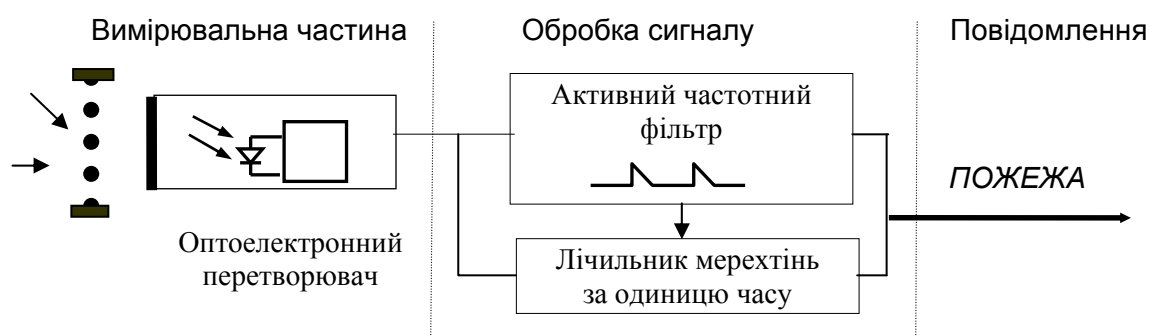 Вимірювальна частина
Обробка сигналу
Повідомлення
Активний частотний
фільтр
ПОЖЕЖА
Оптоелектронний
перетворювач
Лічильник мерехтінь
за одиницю часу